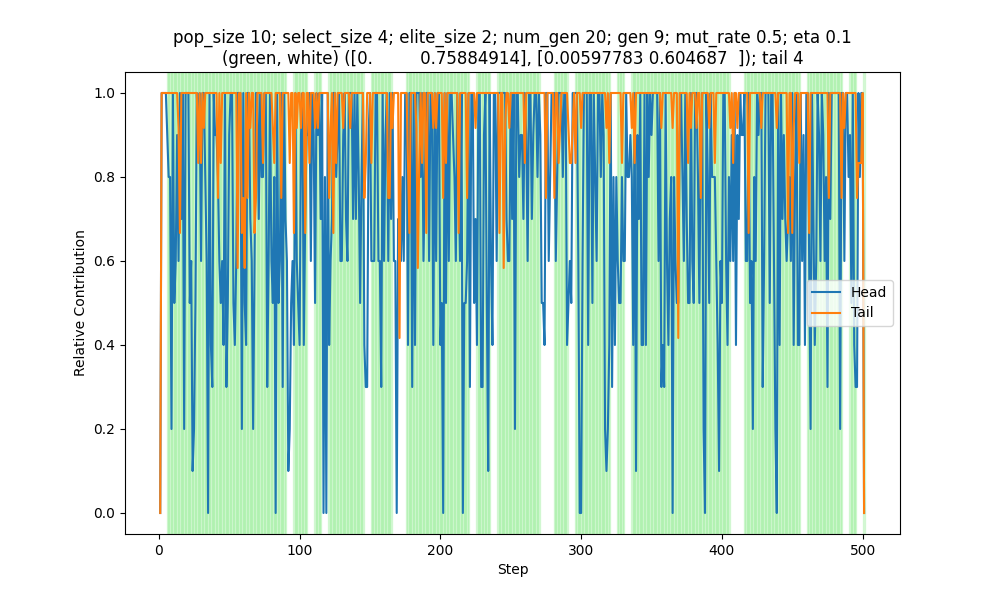 pop_size 10; select_size 4; elite_size 2; num_gen 20; gen 9; mut_rate 0.5; eta 0.1
(green, white) ([0.         0.75884914], [0.00597783 0.604687  ]); tail 4
Relative Contribution
1.0
0.8
0.6
0.4
0.2
0.0
Head
Tail
0
100
200
300
400
500
Step